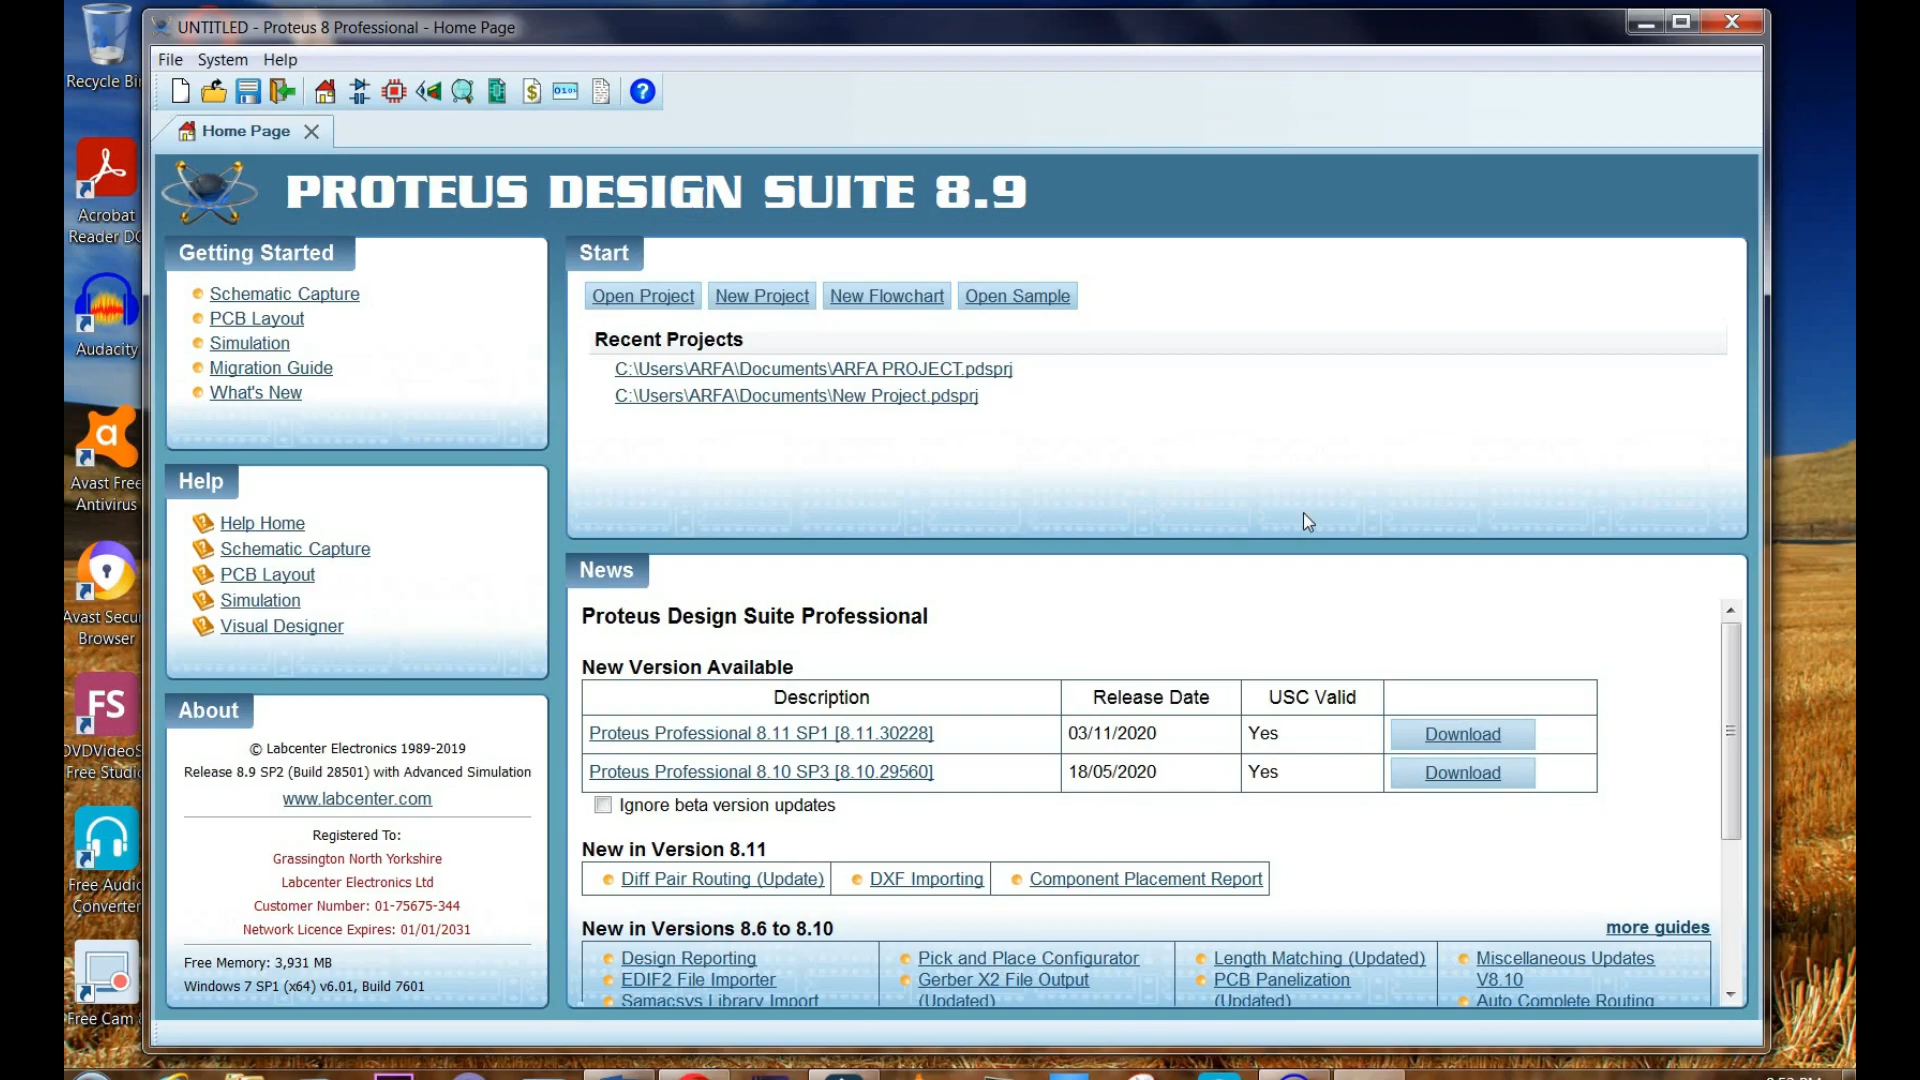 UNTITLED - Proteus 8 Professional - Home Page
File System Help
Home Page
PROTEUS DESIGN SUITE 8.9
Getting Started
Schematic Capture
PCB Layout
Simulation
Migration Guide
What's New
Help
Help Home
Schematic Capture
PCB Layout
Simulation
Visual Designer
About
© Labcenter Electronics 1989-2019
Release 8.9 SP2 (Build 28501) with Advanced Simulation
www.labcenter.com
Registered To:
Grassington North Yorkshire
Labcenter Electronics Ltd
Customer Number: 01-75675-344
Network Licence Expires: 01/01/2031
Free Memory: 3,931 MB
Windows 7 SP1 (x64) v6.01, Build 7601
Start
Open Project New Project New Flowchart Open Sample
Recent Projects
C:\Users\ARFA\Documents\ARFA PROJECT.pdsprj
C:\Users\ARFA\Documents\New Project.pdsprj
News
Proteus Design Suite Professional
New Version Available
Description Release Date USC Valid
Proteus Professional 8.11 SP1 [8.11.30228] 03/11/2020 Yes Download
Proteus Professional 8.10 SP3 [8.10.29560] 18/05/2020 Yes Download
Ignore beta version updates
New in Version 8.11
Diff Pair Routing (Update) DXF Importing Component Placement Report
New in Versions 8.6 to 8.10 more guides
Design Reporting Pick and Place Configurator Length Matching (Updated) Miscellaneous Updates
EDIF2 File Importer Gerber X2 File Output PCB Panelization V8.10
Samacsys Library Import (Updated) (Updated) Auto Complete Routing
Recycle Bi
Acrobat
Reader DC
Audacity
Avast Free
Antivirus
Avast Secu
Browser
FS
DVDVideoS
Free Studi
Free Audio
Converter
Free Cam 8